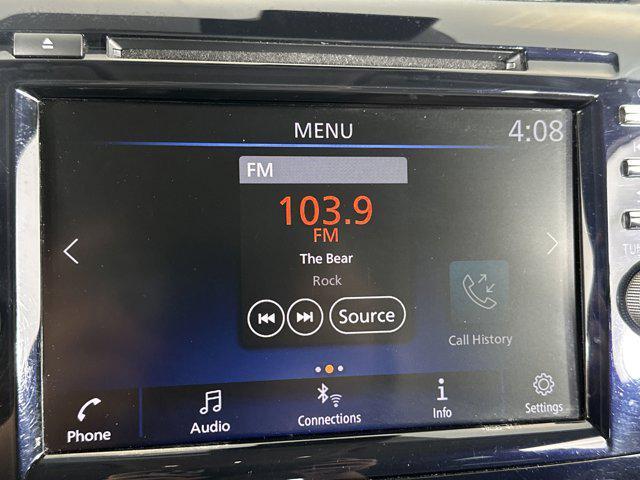 MENU
4:08
FM
103.9
FM
The Bear
Rock
Source
Call History
Phone
Audio
Connections
Info
Settings